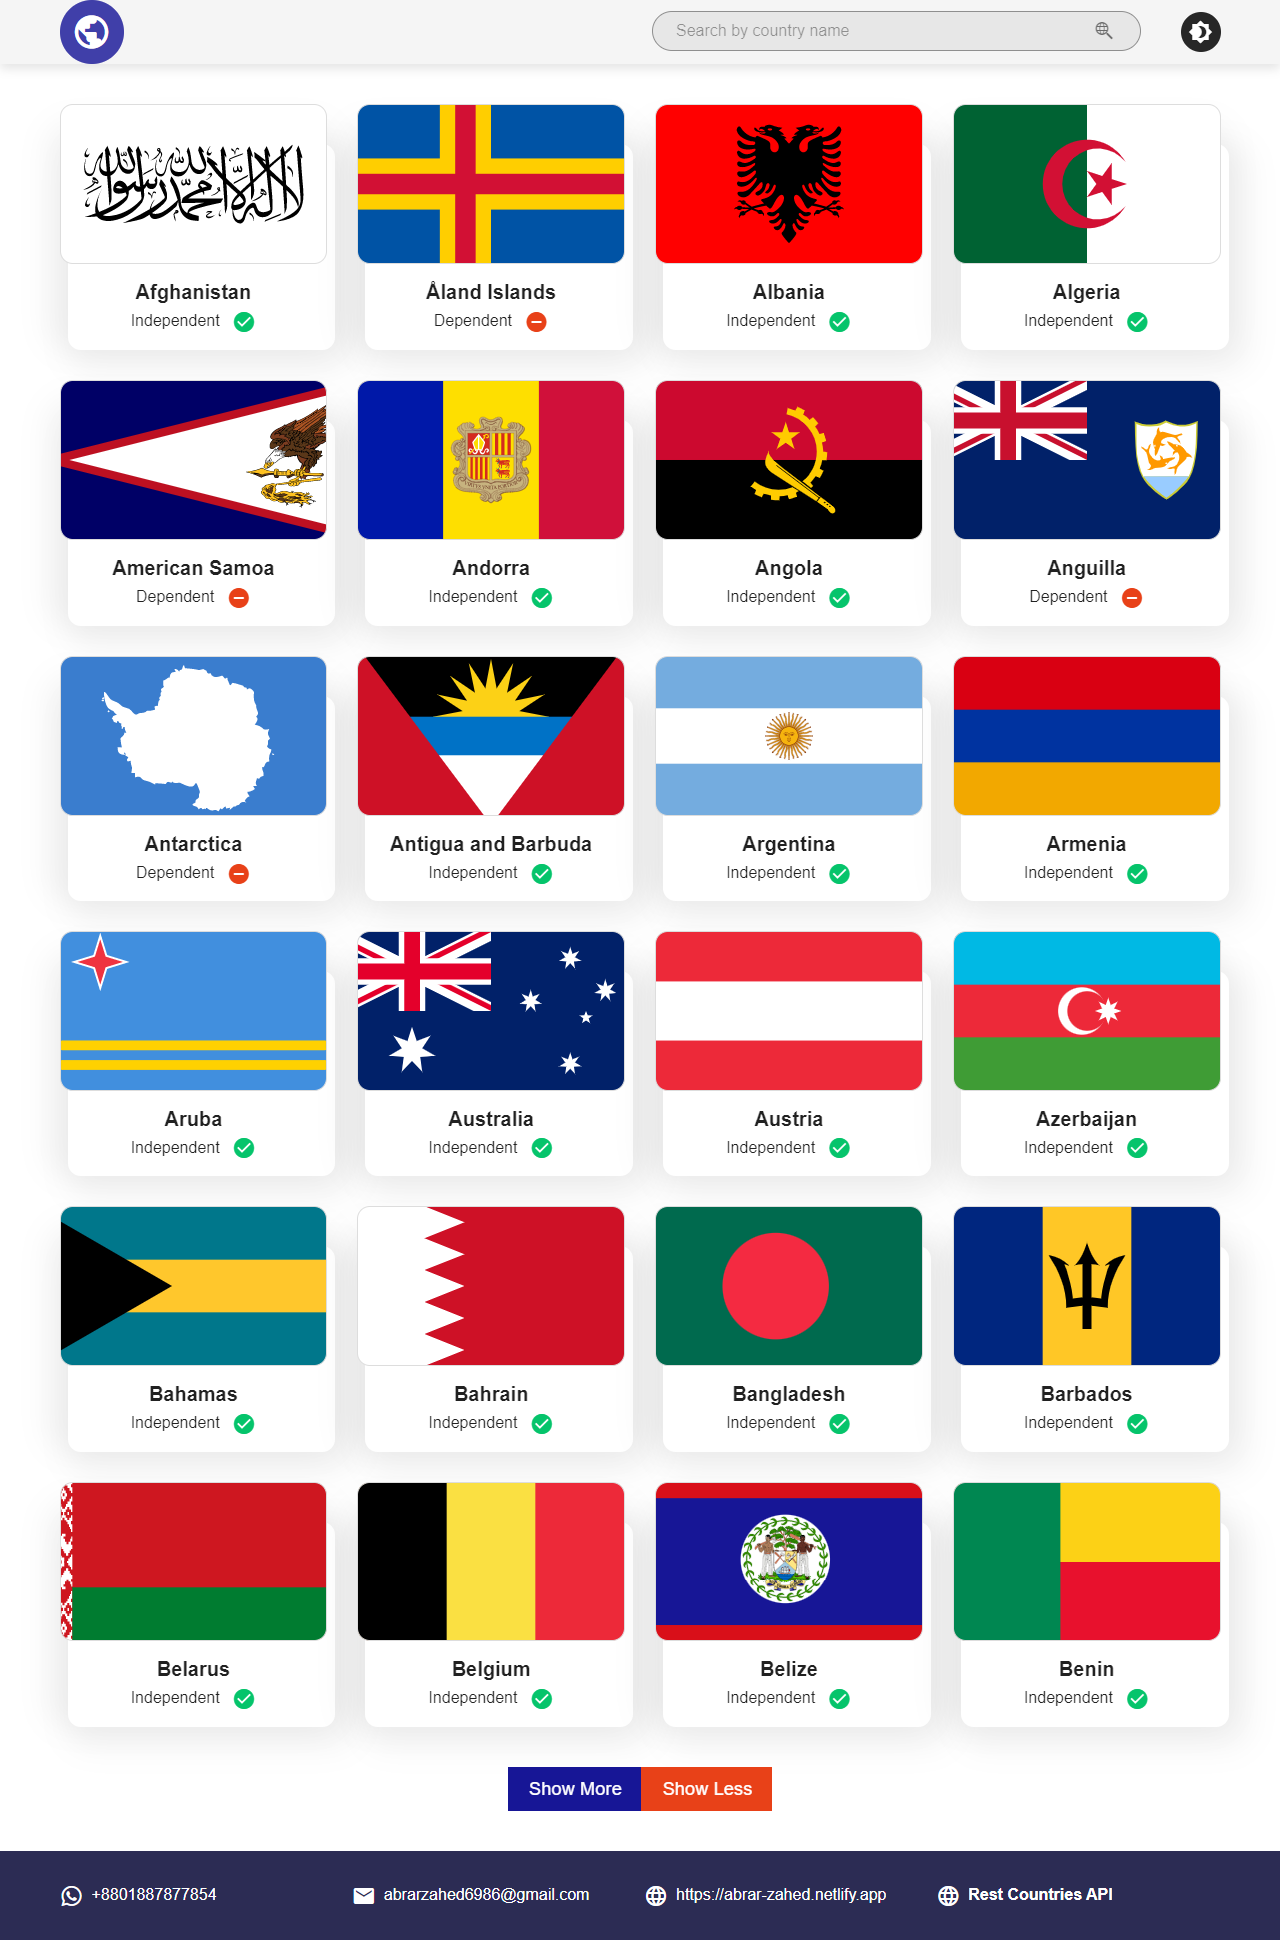 Search by country name
لا إله إلا الله محمد رسول الله
Afghanistan
Independent
Åland Islands
Dependent
Albania
Independent
Algeria
Independent
American Samoa
Dependent
Andorra
Independent
Angola
Independent
Anguilla
Dependent
Antarctica
Dependent
Antigua and Barbuda
Independent
Argentina
Independent
Armenia
Independent
Aruba
Independent
Australia
Independent
Austria
Independent
Azerbaijan
Independent
Bahamas
Independent
Bahrain
Independent
Bangladesh
Independent
Barbados
Independent
Belarus
Independent
Belgium
Independent
Belize
Independent
Benin
Independent
Show More
Show Less
+8801887877854
abrarzahed6986@gmail.com
https://abrar-zahed.netlify.app
Rest Countries API